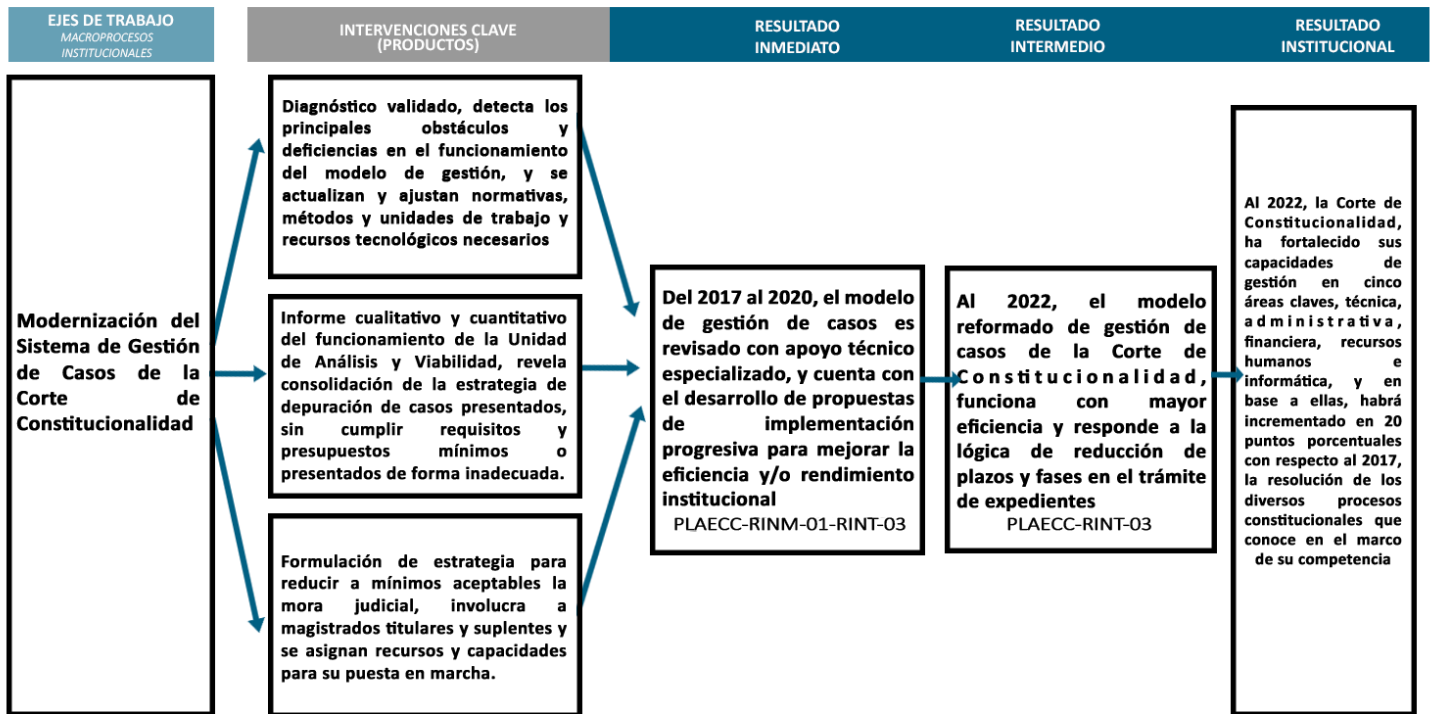 EJES DE TRABAJO
MACROPROCESOS
INSTITUCIONALES
INTERVENCIONES CLAVE
(PRODUCTOS)
RESULTADO
INMEDIATO
RESULTADO
INTERMEDIO
RESULTADO
INSTITUCIONAL
Modernización del
Sistema de Gestión
de Casos de la
Corte de
Constitucionalidad
Diagnóstico validado, detecta los
principales obstáculos y
deficiencias en el funcionamiento
del modelo de gestión, y se
actualizan y ajustan normativas,
métodos y unidades de trabajo y
recursos tecnológicos necesarios
Informe cualitativo y cuantitativo
del funcionamiento de la Unidad
de Análisis y Viabilidad, revela
consolidación de la estrategia de
depuración de casos presentados,
sin cumplir requisitos y
presupuestos mínimos o
presentados de forma inadecuada.
Formulación de estrategia para
reducir a mínimos aceptables la
mora judicial, involucra a
magistrados titulares y suplentes y
se asignan recursos y capacidades
para su puesta en marcha.
Del 2017 al 2020, el modelo
de gestión de casos es
revisado con apoyo técnico
especializado, y cuenta con
el desarrollo de propuestas
de implementación
progresiva para mejorar la
eficiencia y/o rendimiento
institucional
PLAECC-RINM-01-RINT-03
Al 2022, el modelo
reformado de gestión de
casos de la Corte de
Constitucionalidad,
funciona con mayor
eficiencia y responde a la
lógica de reducción de
plazos y fases en el trámite
de expedientes
PLAECC-RINT-03
Al 2022, la Corte de
Constitucionalidad,
ha fortalecido sus
capacidades de
gestión en cinco
áreas claves, técnica,
administrativa,
financiera, recursos
humanos e
informática, y en
base a ellas, habrá
incrementado en 20
puntos porcentuales
con respecto al 2017,
la resolución de los
diversos procesos
constitucionales que
conoce en el marco
de su competencia